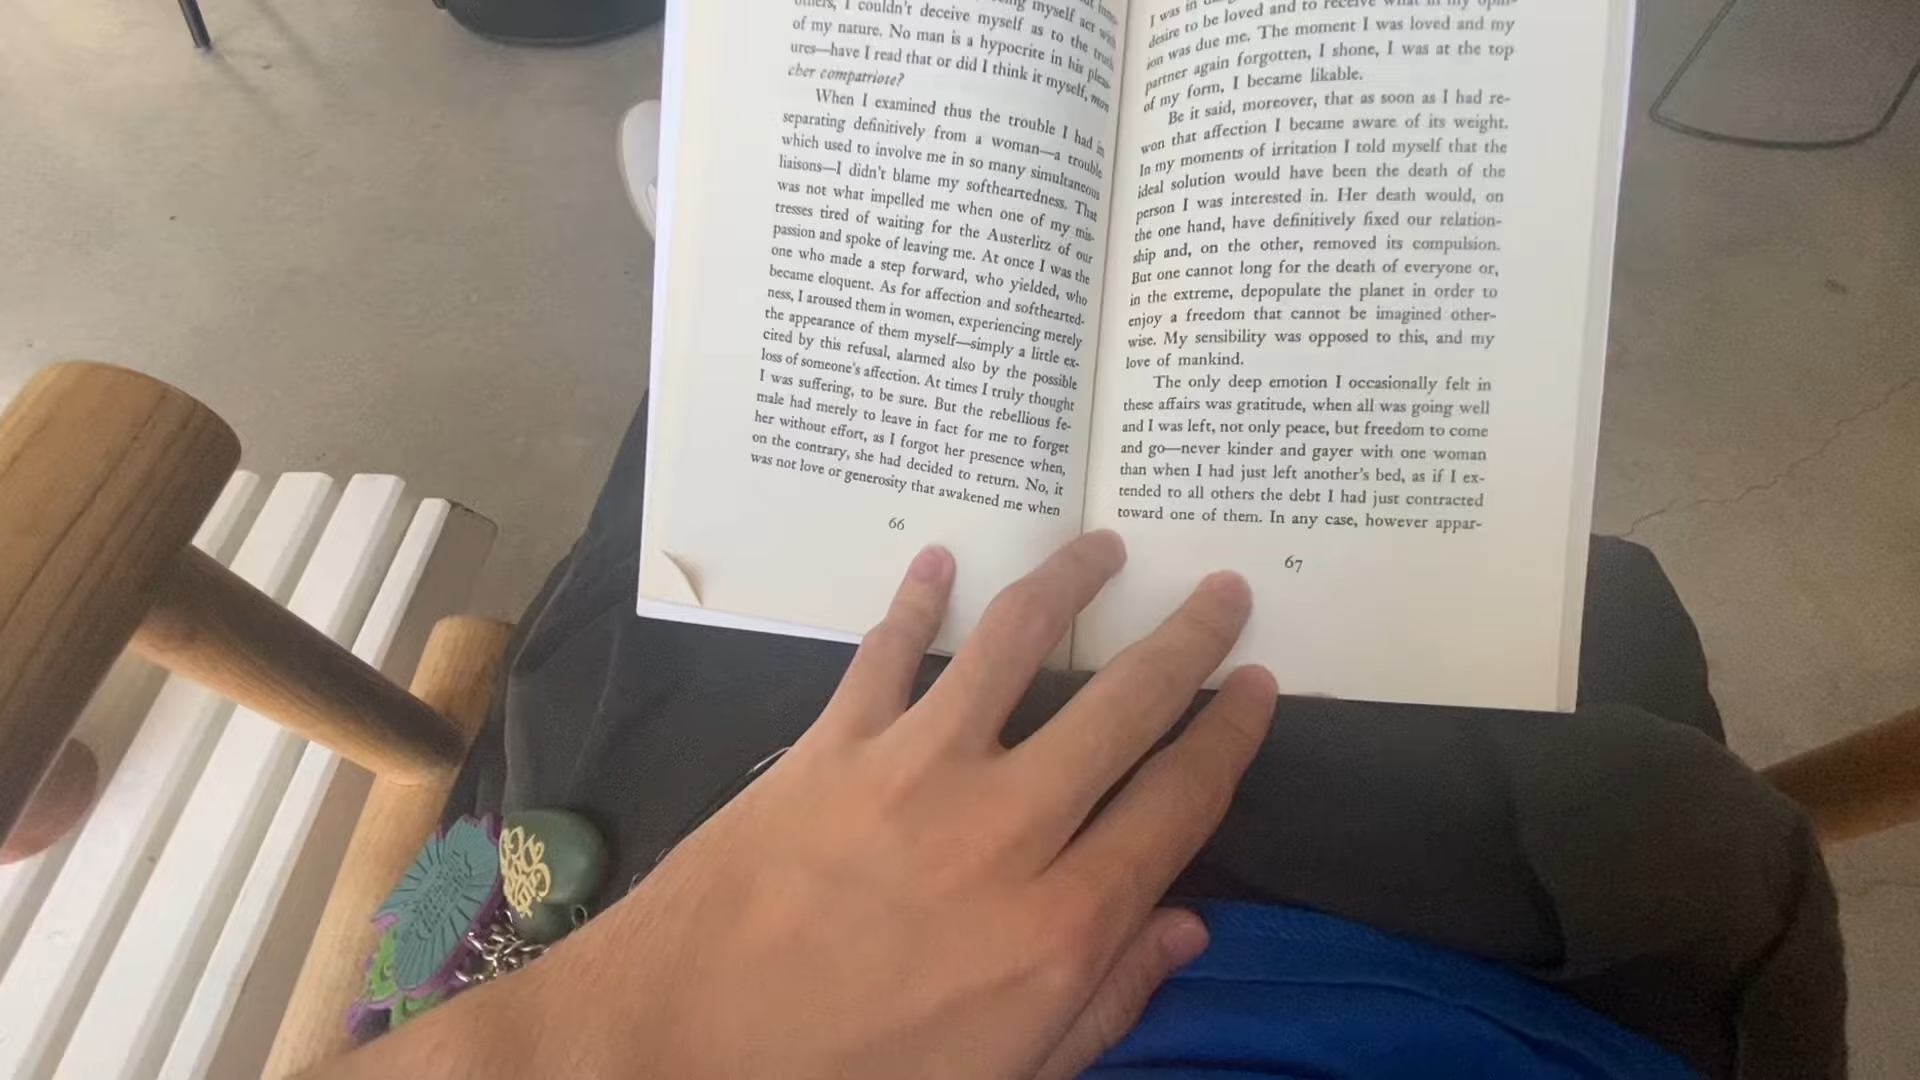 myself act with
others, I couldn't deceive myself as to the truth
of my nature. No man is a hypocrite in his pleas-
ures—have I read that or did I think it myself, mon
cher compatriote?
When I examined thus the trouble I had in
separating definitively from a woman—a trouble
which used to involve me in so many simultaneous
liaisons—I didn't blame my softheartedness. That
was not what impelled me when one of my mis-
tresses tired of waiting for the Austerlitz of our
passion and spoke of leaving me. At once I was the
one who made a step forward, who yielded, who
became eloquent. As for affection and softhearted-
ness, I aroused them in women, experiencing merely
the appearance of them myself—simply a little ex-
cited by this refusal, alarmed also by the possible
loss of someone's affection. At times I truly thought
I was suffering, to be sure. But the rebellious fe-
male had merely to leave in fact for me to forget
her without effort, as I forgot her presence when,
on the contrary, she had decided to return. No, it
was not love or generosity that awakened me when
66
I was in
desire to be loved and to receive what in my opin-
ion was due me. The moment I was loved and my
partner again forgotten, I shone, I was at the top
of my form, I became likable.
Be it said, moreover, that as soon as I had re-
won that affection I became aware of its weight.
In my moments of irritation I told myself that the
ideal solution would have been the death of the
person I was interested in. Her death would, on
the one hand, have definitively fixed our relation-
ship and, on the other, removed its compulsion.
But one cannot long for the death of everyone or,
in the extreme, depopulate the planet in order to
enjoy a freedom that cannot be imagined other-
wise. My sensibility was opposed to this, and my
love of mankind.
The only deep emotion I occasionally felt in
these affairs was gratitude, when all was going well
and I was left, not only peace, but freedom to come
and go—never kinder and gayer with one woman
than when I had just left another's bed, as if I ex-
tended to all others the debt I had just contracted
toward one of them. In any case, however appar-
67